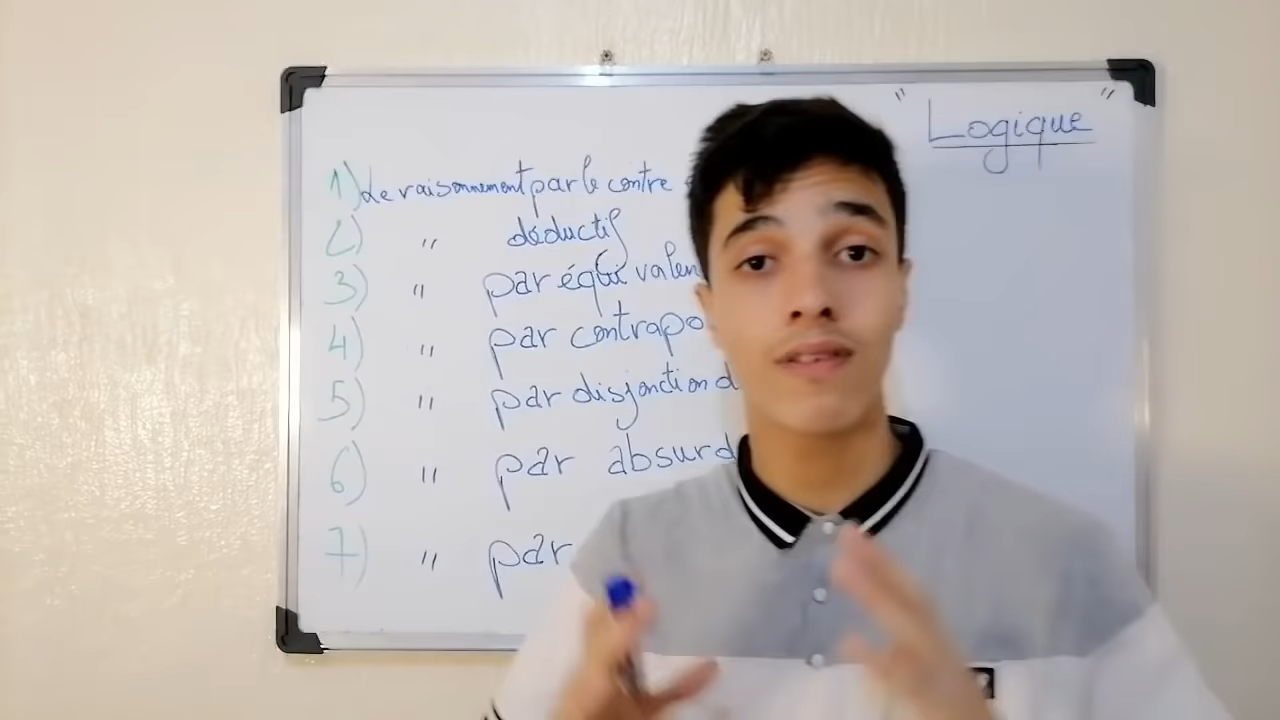 " Logique "
1) Le raisonnement par le contre
2) " déductif
3) " par équivalen
4) " par contrapo
5) " par disjonction d
6) " par absurd
7) " par